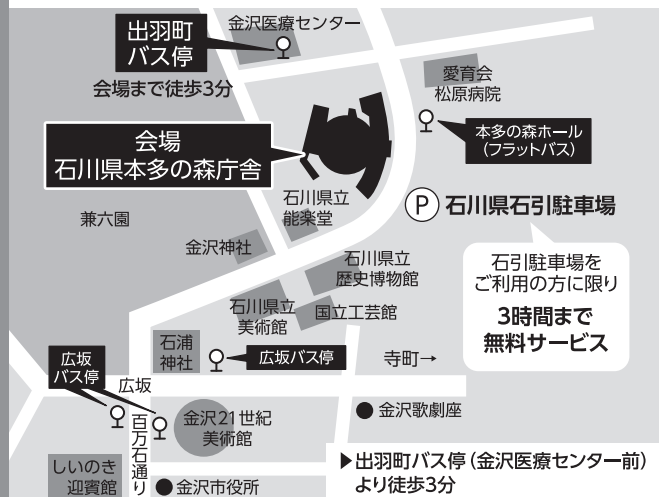 出羽町
バス停
会場まで徒歩3分
金沢医療センター
愛育会
松原病院
本多の森ホール
（フラットバス）
会場
石川県本多の森庁舎
兼六園
石川県立
能楽堂
P 石川県石引駐車場
金沢神社
石川県立
歴史博物館
石引駐車場を
ご利用の方に限り
3時間まで
無料サービス
石川県立
美術館
国立工芸館
石浦
神社
広坂バス停
寺町→
広坂
バス停
広坂
百万石通り
金沢21世紀
美術館
●金沢歌劇座
しいのき
迎賓館
●金沢市役所
▶出羽町バス停（金沢医療センター前）
より徒歩3分